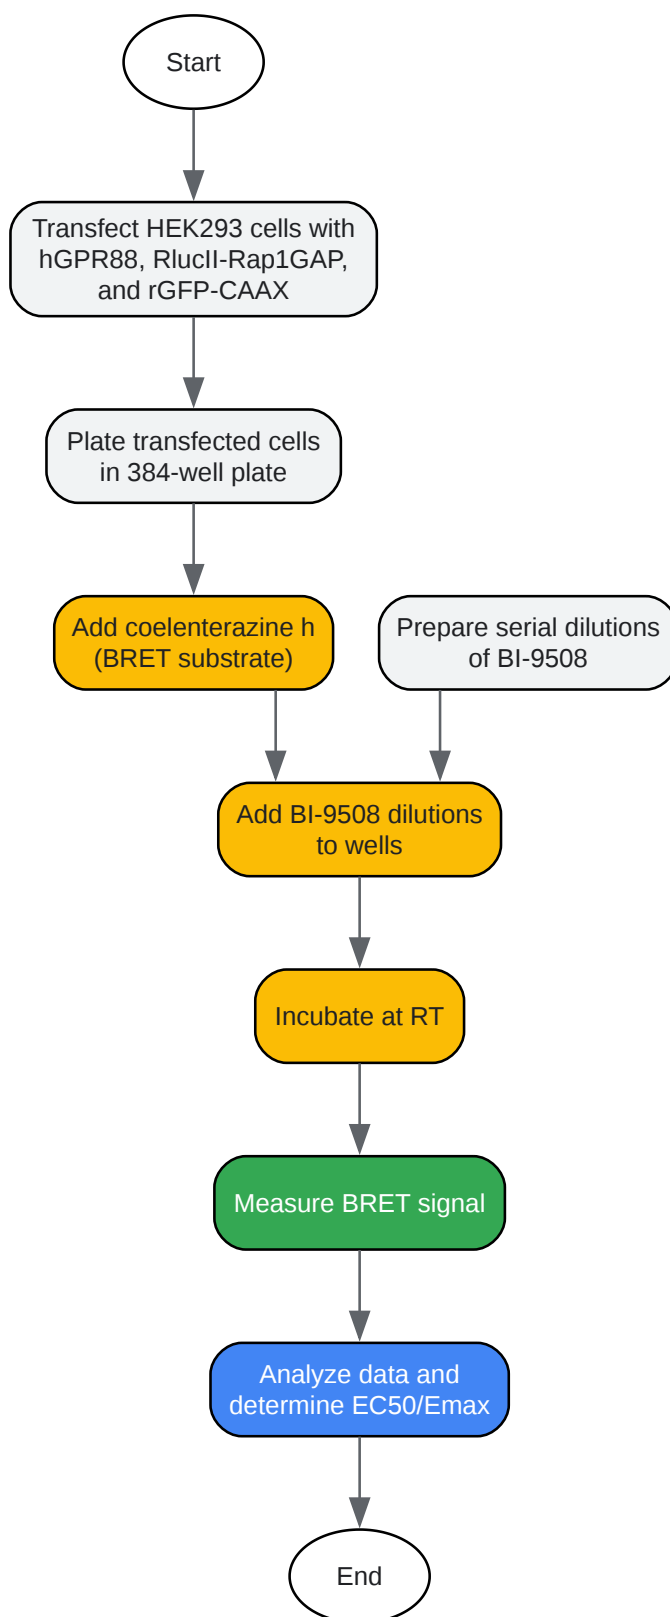 Start
Transfect HEK293 cells with
hGPR88, RlucII-Rap1GAP,
and rGFP-CAAX
Plate transfected cells
in 384-well plate
Add coelenterazine h
(BRET substrate)
Prepare serial dilutions
of BI-9508
Add BI-9508 dilutions
to wells
Incubate at RT
Measure BRET signal
Analyze data and
determine EC50/Emax
End